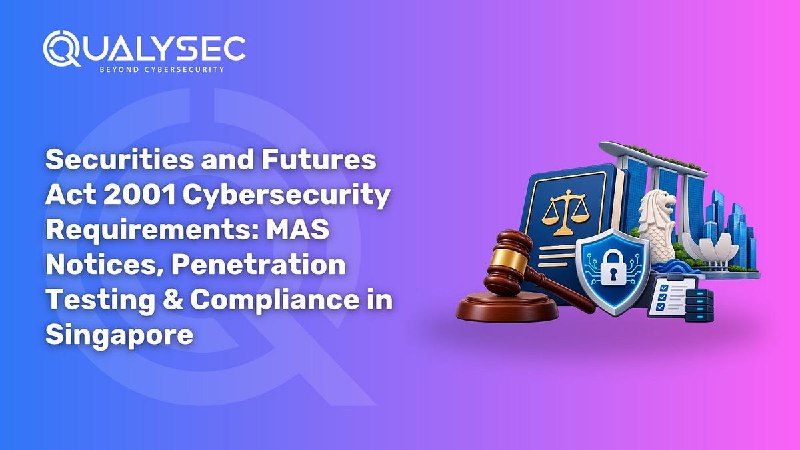 QUALYSEC
BEYOND CYBERSECURITY
Securities and Futures
Act 2001 Cybersecurity
Requirements: MAS
Notices, Penetration
Testing & Compliance in
Singapore